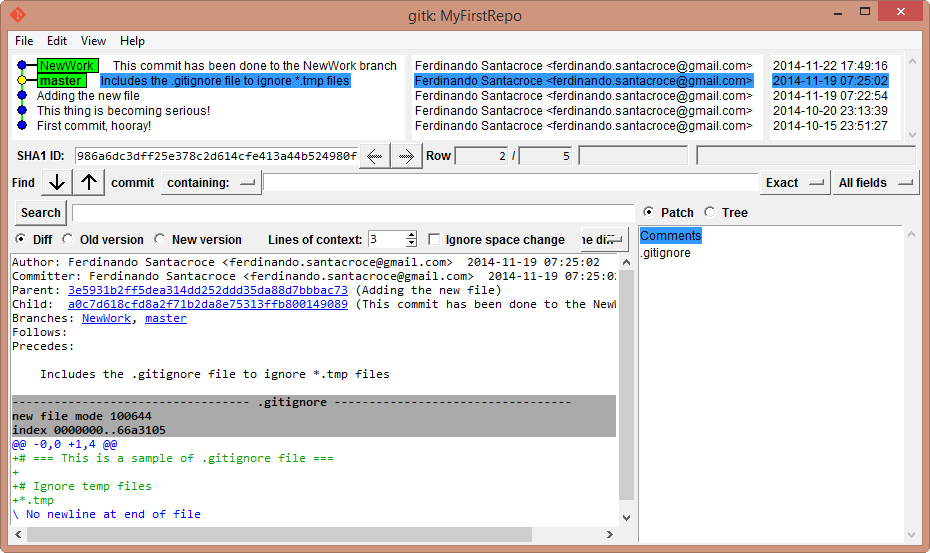 gitk: MyFirstRepo
File Edit View Help
NewWork This commit has been done to the NewWork branch Ferdinando Santacroce <ferdinando.santacroce@gmail.com> 2014-11-22 17:49:16
master Includes the .gitignore file to ignore *.tmp files Ferdinando Santacroce <ferdinando.santacroce@gmail.com> 2014-11-19 07:25:02
Adding the new file Ferdinando Santacroce <ferdinando.santacroce@gmail.com> 2014-11-19 07:22:54
This thing is becoming serious! Ferdinando Santacroce <ferdinando.santacroce@gmail.com> 2014-10-20 23:13:39
First commit, hooray! Ferdinando Santacroce <ferdinando.santacroce@gmail.com> 2014-10-15 23:51:27
SHA1 ID: 986a6dc3dff25e378c2d614cfe413a44b524980f Row 2 / 5
Find commit containing: Exact All fields
Search
Patch Tree
Diff Old version New version Lines of context: 3 Ignore space change
Comments
.gitignore
Author: Ferdinando Santacroce <ferdinando.santacroce@gmail.com> 2014-11-19 07:25:02
Committer: Ferdinando Santacroce <ferdinando.santacroce@gmail.com> 2014-11-19 07:25:0
Parent: 3e5931b2ff5dea314dd252ddd35da88d7bbbac73 (Adding the new file)
Child: a0c7d618cfd8a2f71b2da8e75313ffb800149089 (This commit has been done to the New
Branches: NewWork, master
Follows:
Precedes:
Includes the .gitignore file to ignore *.tmp files
-------------------------------- .gitignore --------------------------------
new file mode 100644
index 0000000..66a3105
@@ -0,0 +1,4 @@
+# === This is a sample of .gitignore file ===
+
+# Ignore temp files
+*.tmp
\ No newline at end of file